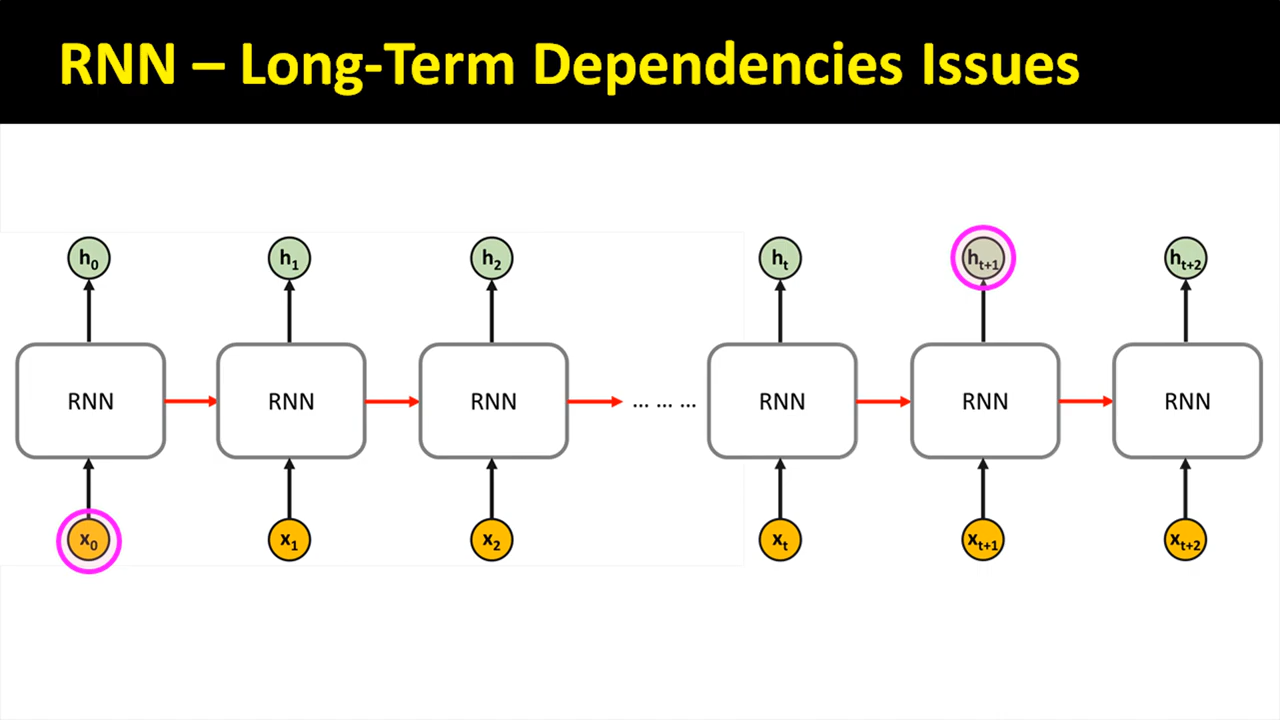 RNN – Long-Term Dependencies Issues
h0 h1 h2 ht ht+1 ht+2
RNN RNN RNN ... ... ... RNN RNN RNN
x0 x1 x2 xt xt+1 xt+2